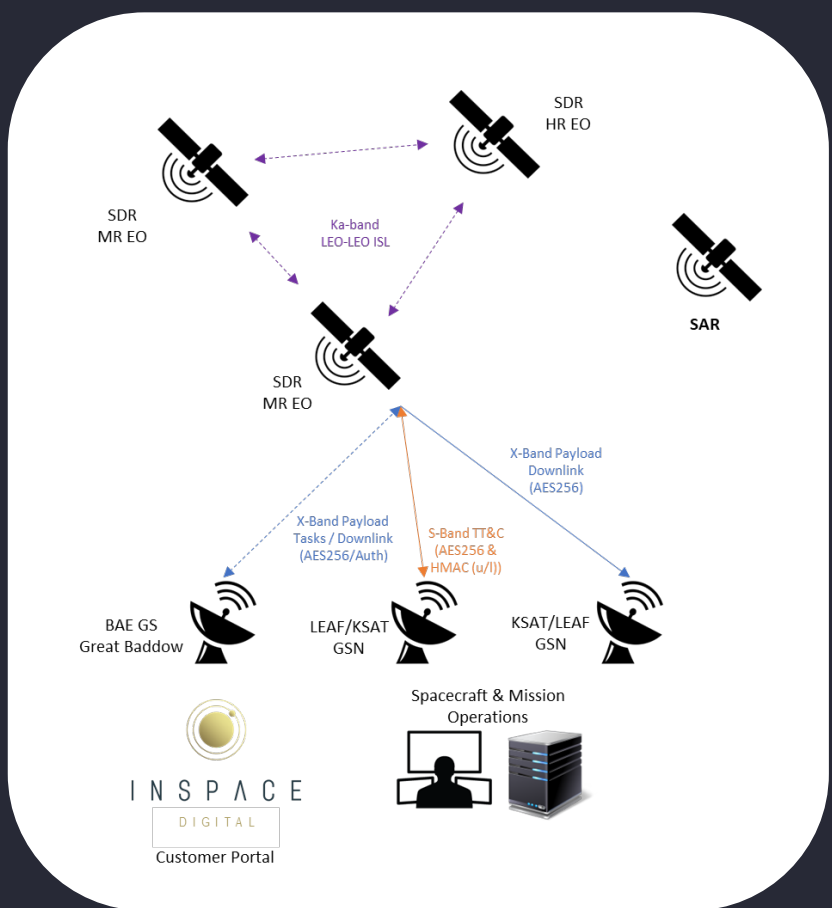 SDR
HR EO
SDR
MR EO
Ka-band
LEO-LEO ISL
SAR
SDR
MR EO
X-Band Payload
Downlink
(AES256)
X-Band Payload
Tasks / Downlink
(AES256/Auth)
S-Band TT&C
(AES256 &
HMAC (u/l))
BAE GS
Great Baddow
LEAF/KSAT
GSN
KSAT/LEAF
GSN
Spacecraft & Mission
Operations
INSPACE
DIGITAL
Customer Portal